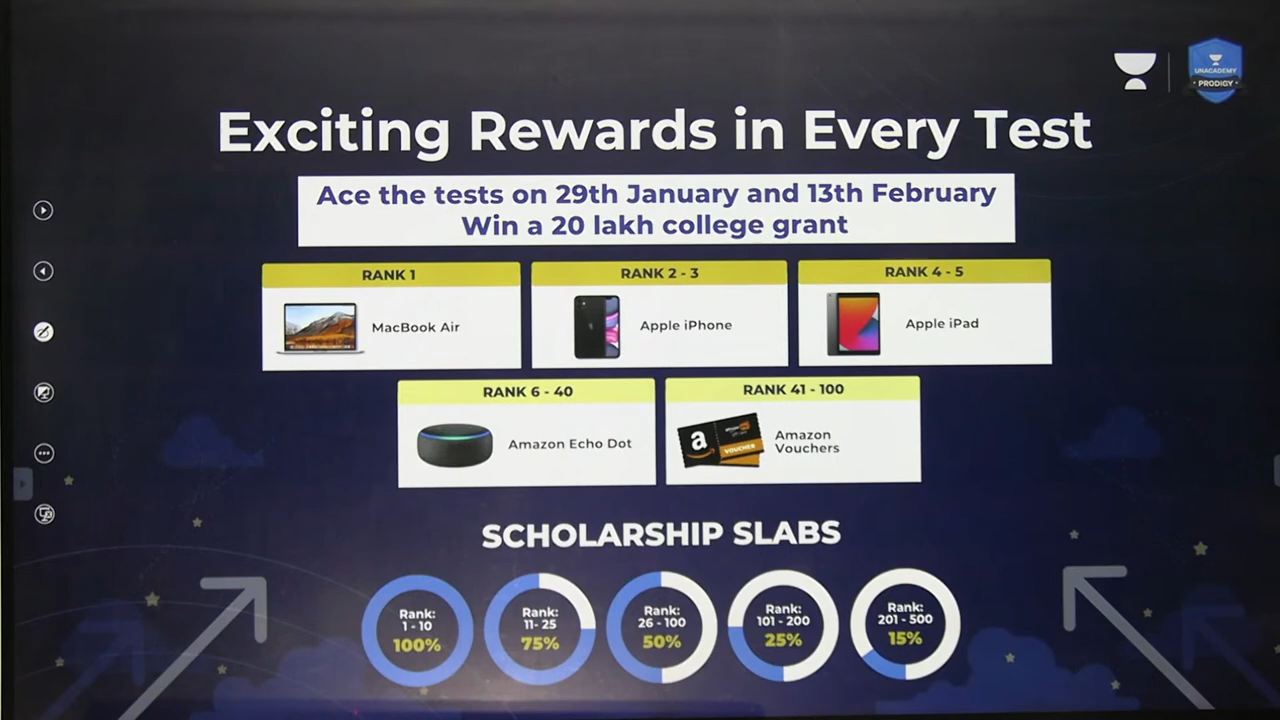 UNACADEMY
PRODIGY
Exciting Rewards in Every Test
Ace the tests on 29th January and 13th February
Win a 20 lakh college grant
RANK 1
MacBook Air
RANK 2 - 3
Apple iPhone
RANK 4 - 5
Apple iPad
RANK 6 - 40
Amazon Echo Dot
RANK 41 - 100
a
VOUCHER
Amazon
Vouchers
SCHOLARSHIP SLABS
Rank:
1 - 10
100%
Rank:
11- 25
75%
Rank:
26 - 100
50%
Rank:
101 - 200
25%
Rank:
201 - 500
15%